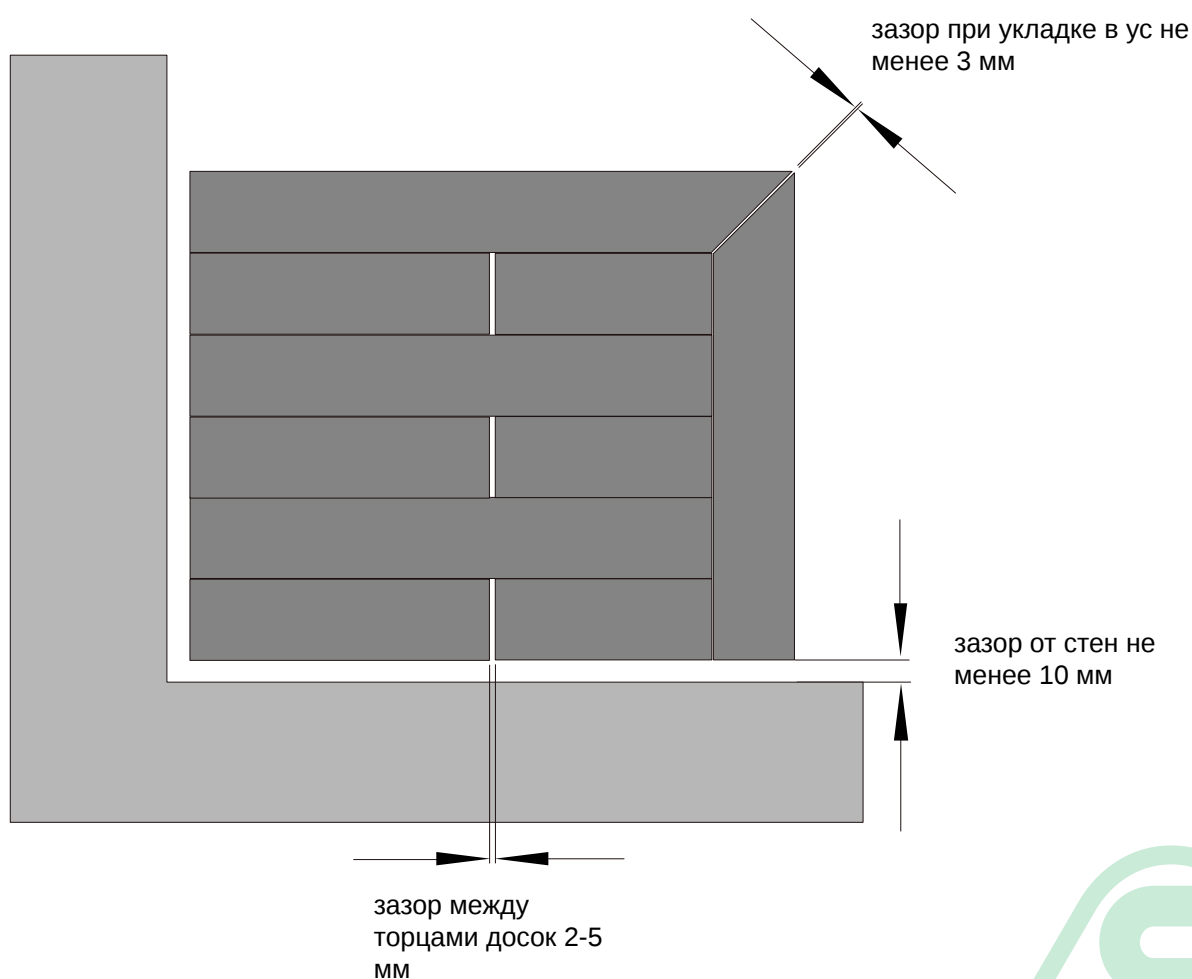 зазор при укладке в ус не
менее 3 мм
зазор от стен не
менее 10 мм
зазор между
торцами досок 2-5
мм